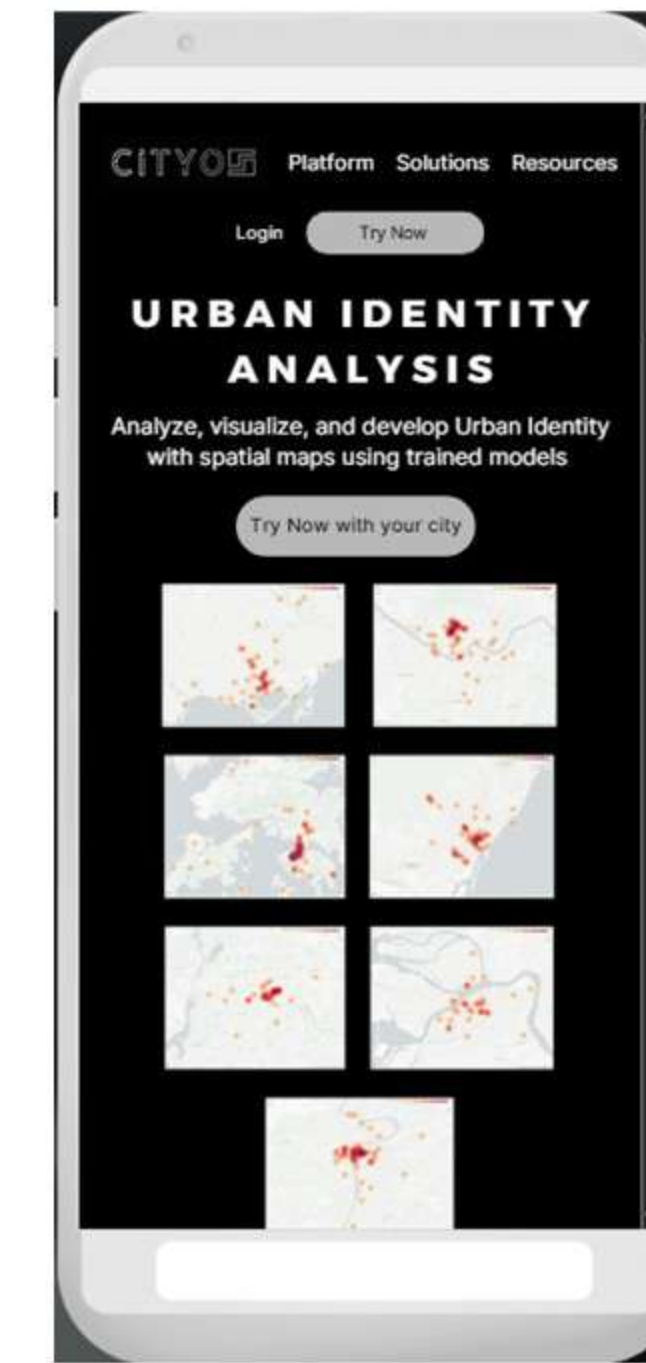 CiTYOS Platform Solutions Resources
Login Try Now
URBAN IDENTITY
ANALYSIS
Analyze, visualize, and develop Urban Identity
with spatial maps using trained models
Try Now with your city